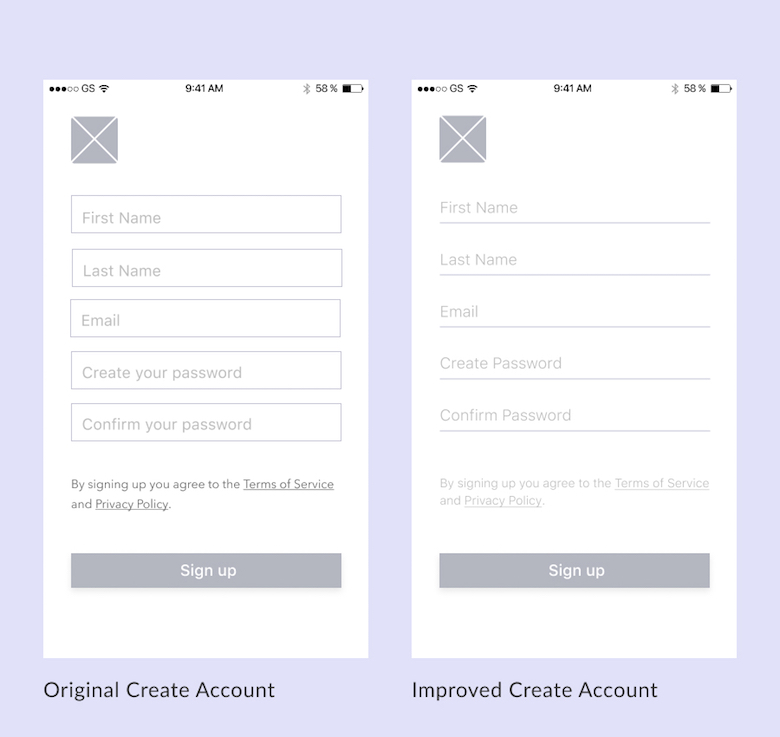 GS 9:41 AM 58 %
First Name
Last Name
Email
Create your password
Confirm your password
By signing up you agree to the Terms of Service
and Privacy Policy.
Sign up
Original Create Account
GS 9:41 AM 58 %
First Name
Last Name
Email
Create Password
Confirm Password
By signing up you agree to the Terms of Service
and Privacy Policy.
Sign up
Improved Create Account